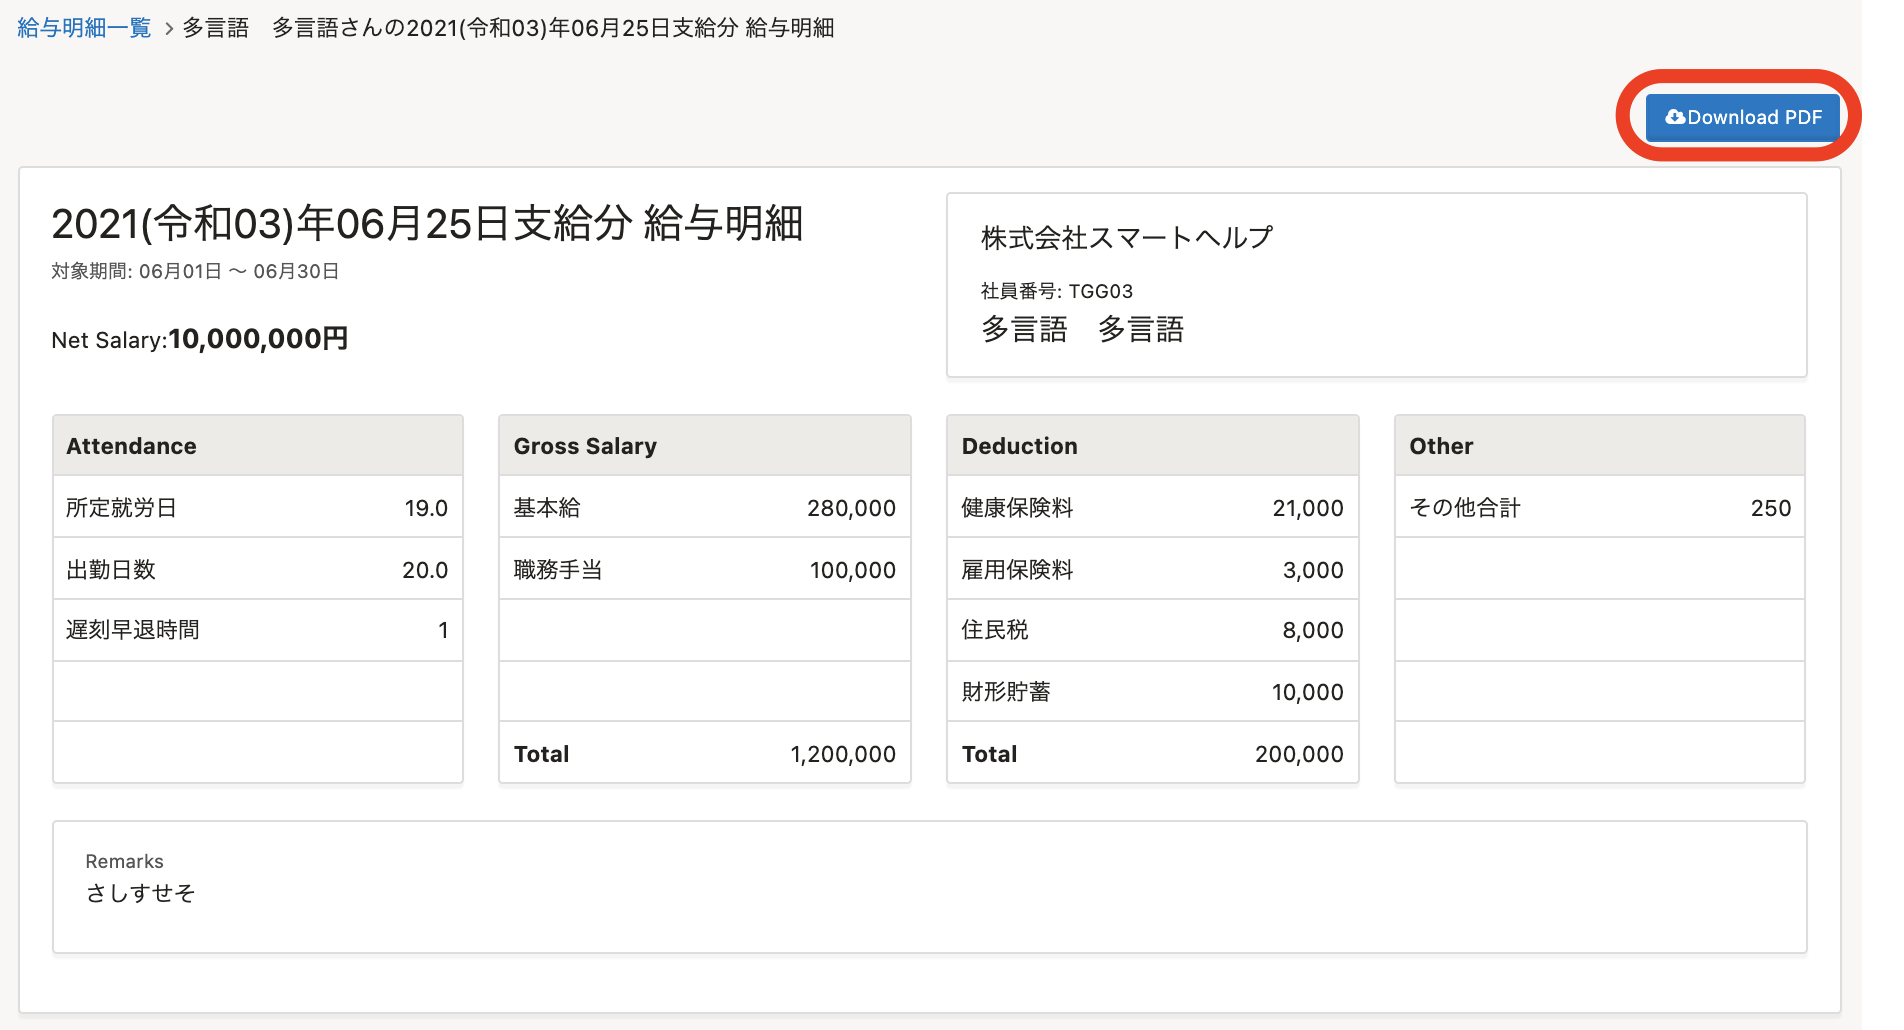 給与明細一覧 > 多言語　多言語さんの2021(令和03)年06月25日支給分 給与明細
Download PDF
2021(令和03)年06月25日支給分 給与明細
対象期間: 06月01日 〜 06月30日
Net Salary:10,000,000円
株式会社スマートヘルプ
社員番号: TGG03
多言語　多言語
Attendance
所定就労日 19.0
出勤日数 20.0
遅刻早退時間 1
Gross Salary
基本給 280,000
職務手当 100,000
Total 1,200,000
Deduction
健康保険料 21,000
雇用保険料 3,000
住民税 8,000
財形貯蓄 10,000
Total 200,000
Other
その他合計 250
Remarks
さしすせそ